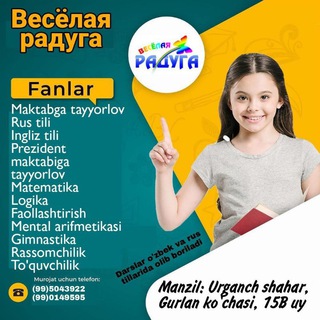 Весёлая
радуга
ВЕСЁЛАЯ
РАДУГА
Fanlar
Maktabga tayyorlov
Rus tili
Ingliz tili
Prezident
maktabiga
tayyorlov
Matematika
Logika
Faollashtirish
Mental arifmetikasi
Gimnastika
Rassomchilik
To'quvchilik
Murojat uchun telefon:
(99)5043922
(99)0149595
Darslar o'zbek va rus
tillarida olib boriladi
Manzil: Urganch shahar,
Gurlan ko'chasi, 15B uy